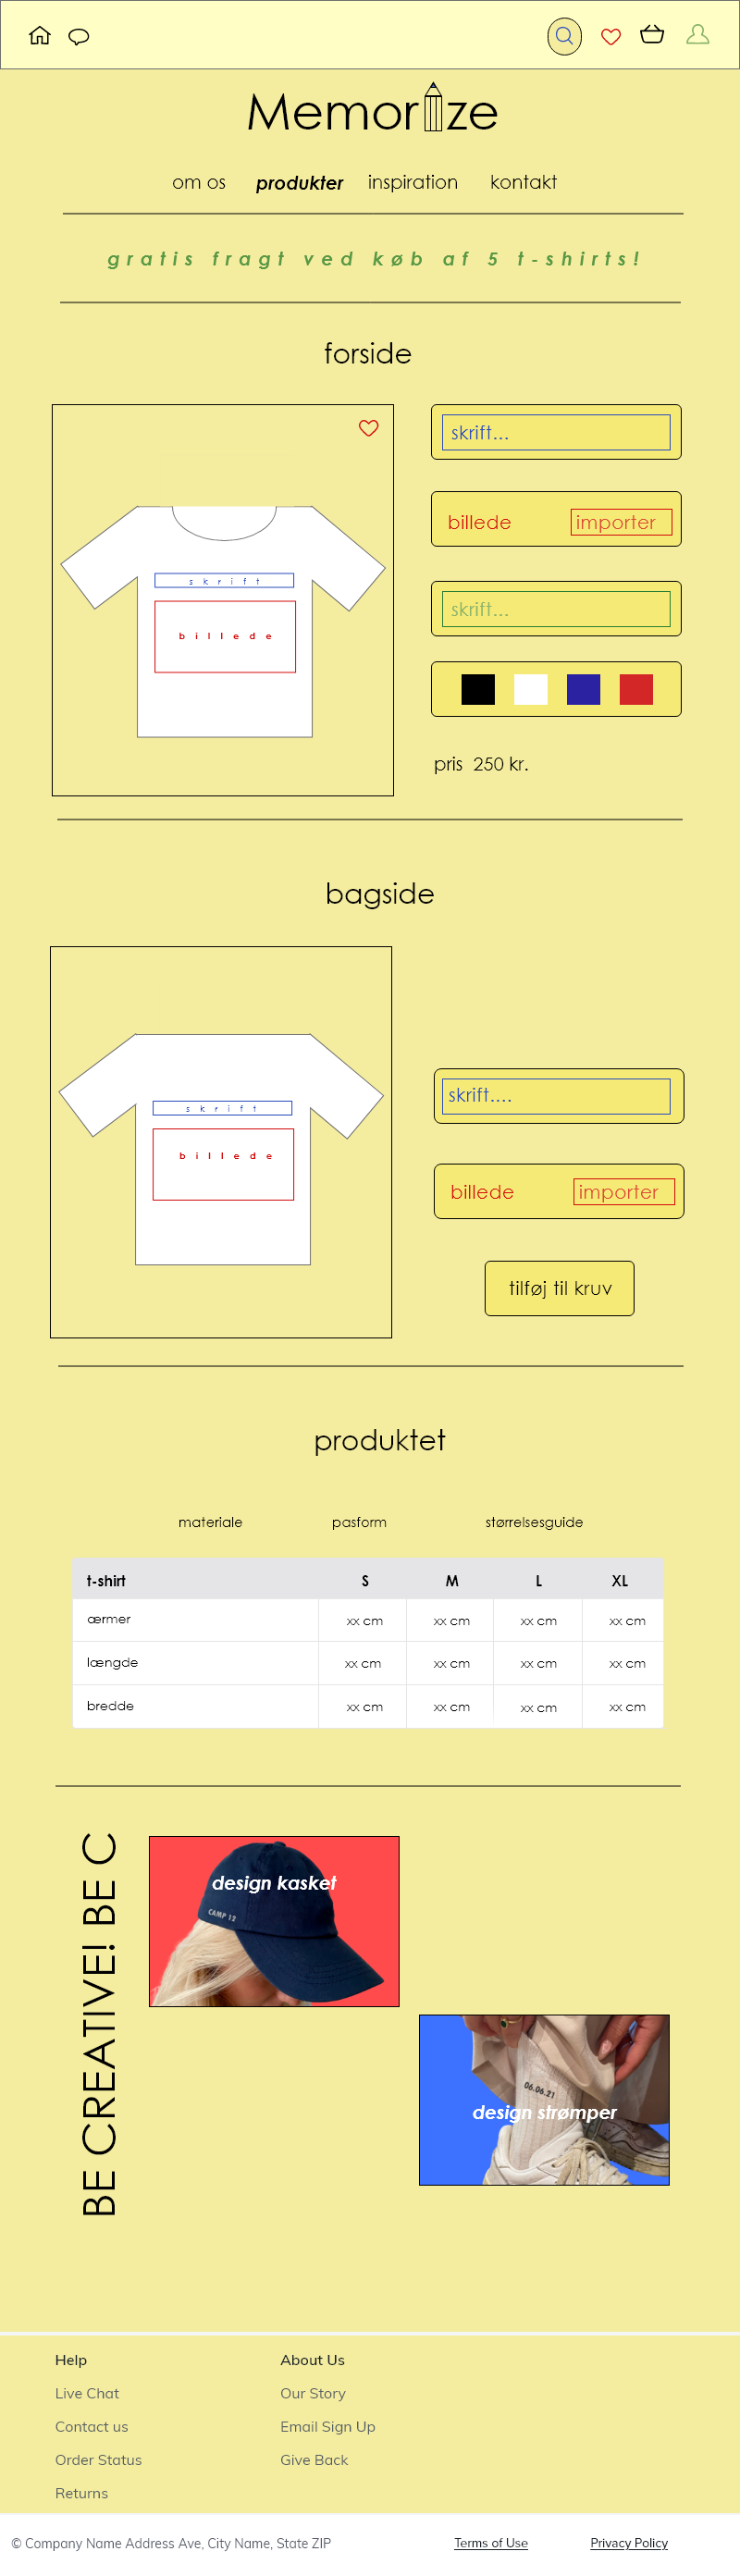 Memorize
om os produkter inspiration kontakt
gratis fragt ved køb af 5 t-shirts!
forside
skrift...
billede importer
skrift
skrift...
billede
pris 250 kr.
bagside
skrift....
skrift
billede
billede importer
tilføj til kruv
produktet
materiale pasform størrelsesguide
t-shirt S M L XL
ærmer xx cm xx cm xx cm xx cm
længde xx cm xx cm xx cm xx cm
bredde xx cm xx cm xx cm xx cm
BE CREATIVE! BE C
design kasket
CAMP 12
06.06.21
design strømper
Help About Us
Live Chat Our Story
Contact us Email Sign Up
Order Status Give Back
Returns
© Company Name Address Ave, City Name, State ZIP Terms of Use Privacy Policy